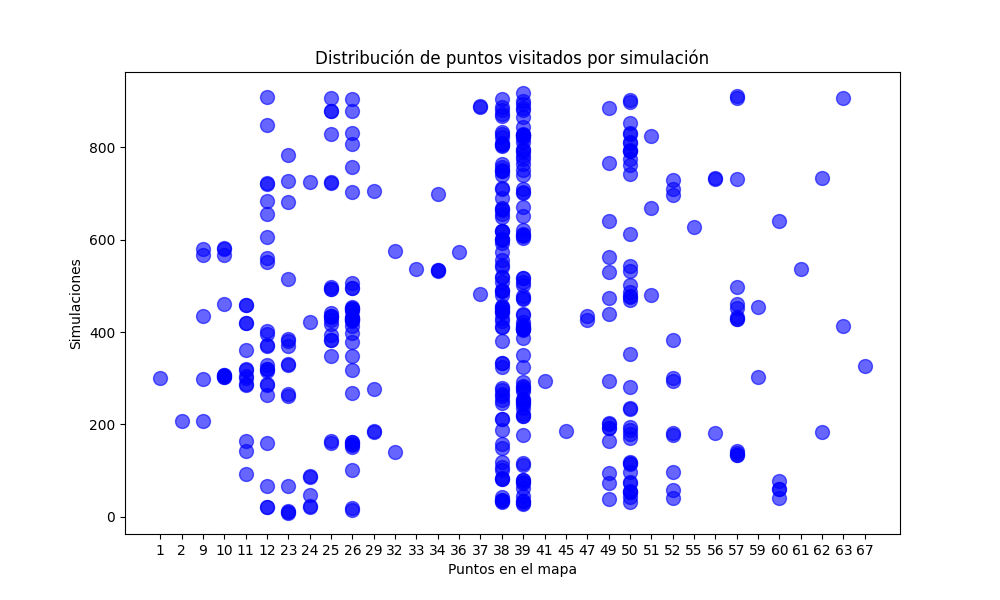 Distribución de puntos visitados por simulación
800
600
400
200
0
Simulaciones
1 2 9 10 11 12 23 24 25 26 29 32 33 34 36 37 38 39 41 45 47 49 50 51 52 55 56 57 59 60 61 62 63 67
Puntos en el mapa